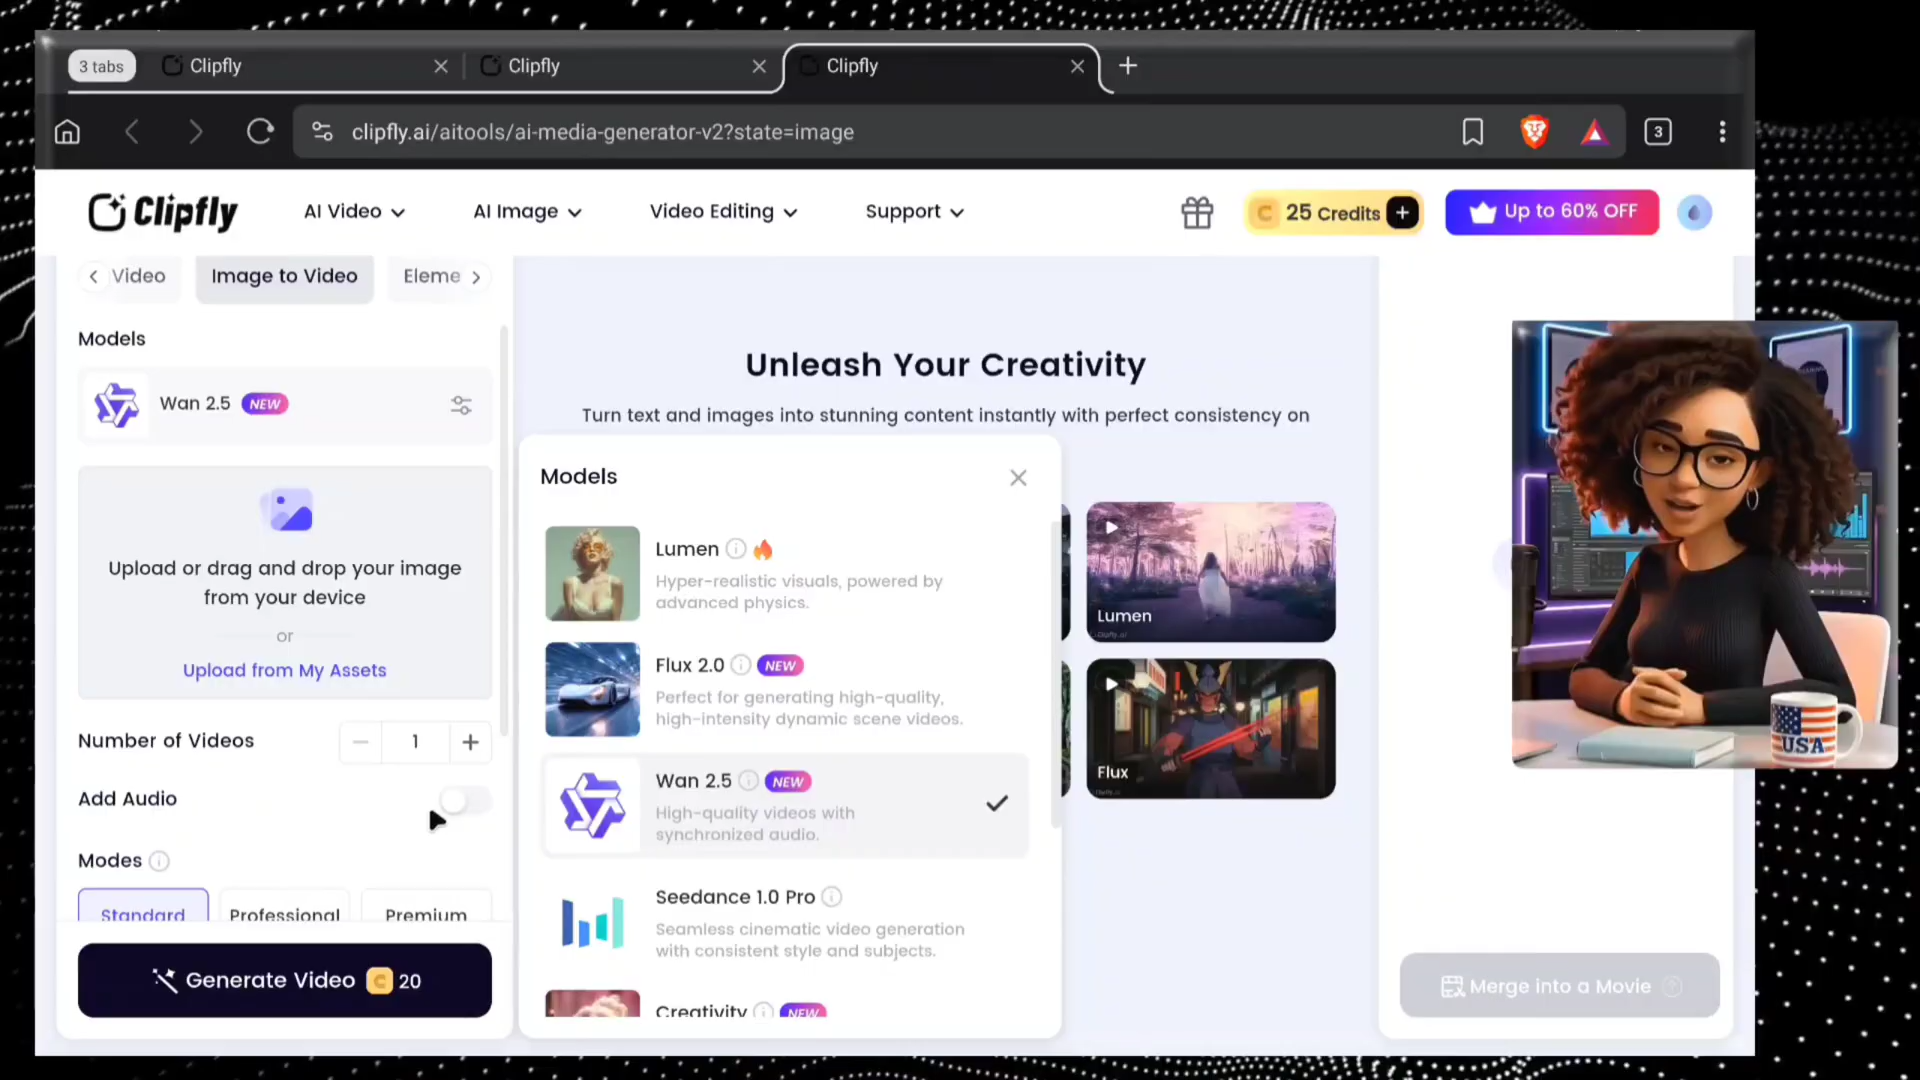 3 tabs
Clipfly
Clipfly
Clipfly
clipfly.ai/aitools/ai-media-generator-v2?state=image
3
Clipfly
AI Video
AI Image
Video Editing
Support
25 Credits
Up to 60% OFF
Video
Image to Video
Eleme
Models
Wan 2.5 NEW
Upload or drag and drop your image
from your device
or
Upload from My Assets
Number of Videos
1
Add Audio
Modes
Standard
Professional
Premium
Generate Video C 20
Unleash Your Creativity
Turn text and images into stunning content instantly with perfect consistency on
Models
Lumen
Hyper-realistic visuals, powered by
advanced physics.
Flux 2.0 NEW
Perfect for generating high-quality,
high-intensity dynamic scene videos.
Wan 2.5 NEW
High-quality videos with
synchronized audio.
Seedance 1.0 Pro
Seamless cinematic video generation
with consistent style and subjects.
Creativity NEW
Lumen
Clipfly.ai
Flux
Clipfly.ai
USA
Merge into a Movie